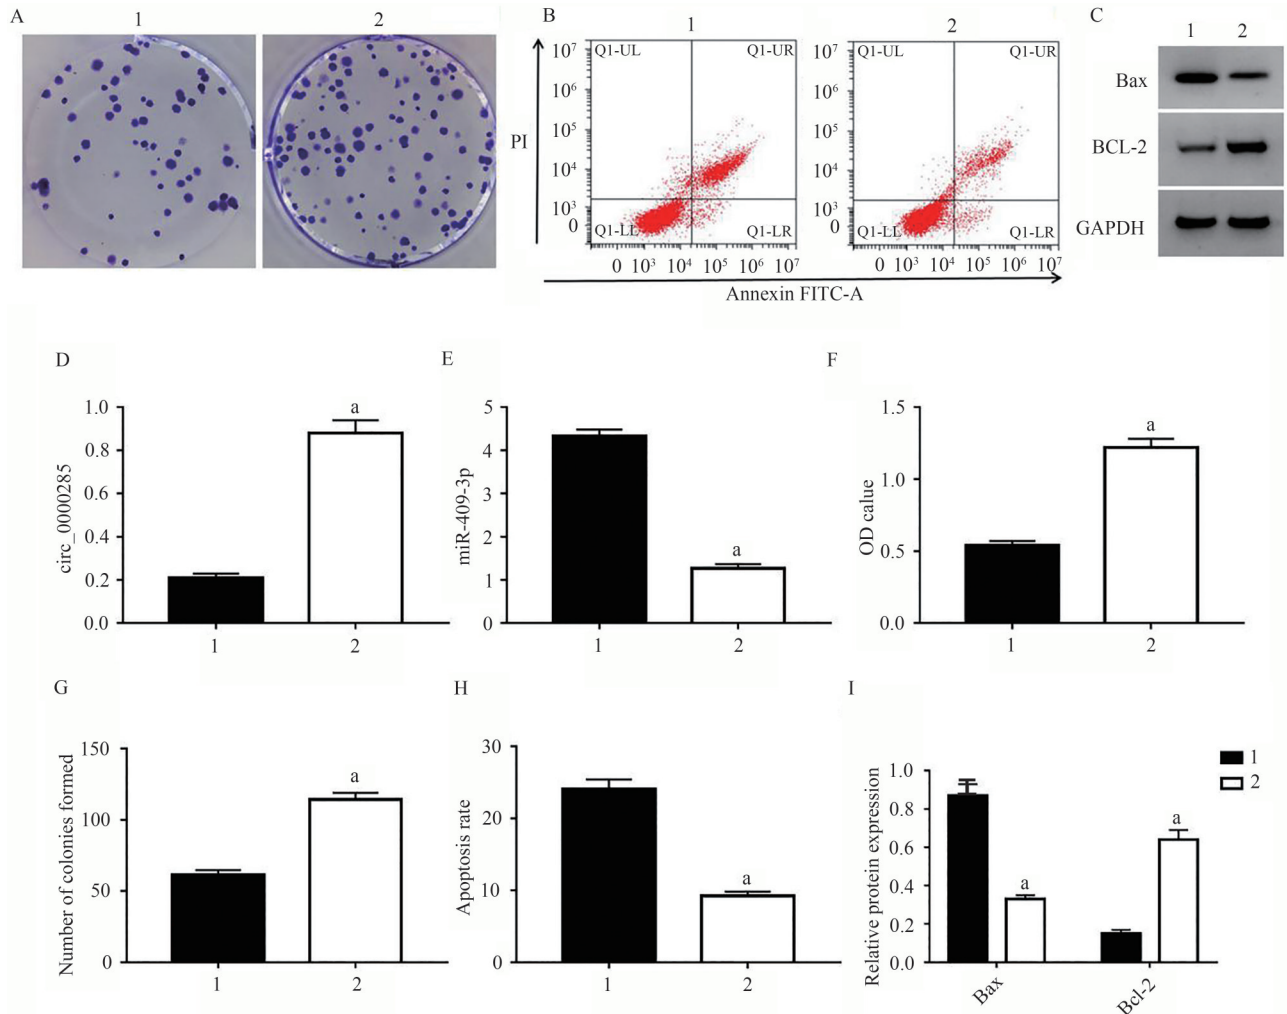 A
1
2
B
1
2
PI
10⁷
10⁶
10⁵
10⁴
10³
0
Q1-UL
Q1-UR
Q1-LL
Q1-LR
0 10³ 10⁴ 10⁵ 10⁶ 10⁷
10⁷
10⁶
10⁵
10⁴
10³
0
Q1-UL
Q1-UR
Q1-LL
Q1-LR
0 10³ 10⁴ 10⁵ 10⁶ 10⁷
Annexin FITC-A
C
1 2
Bax
BCL-2
GAPDH
D
circ_0000285
1.0
0.8
0.6
0.4
0.2
0.0
a
1 2
E
miR-409-3p
5
4
3
2
1
0
a
1 2
F
OD calue
1.5
1.0
0.5
0.0
a
1 2
G
Number of colonies formed
150
100
50
0
a
1 2
H
Apoptosis rate
30
20
10
0
a
1 2
I
Relative protein expression
1.0
0.8
0.6
0.4
0.2
0.0
a
a
Bax
Bcl-2
1
2